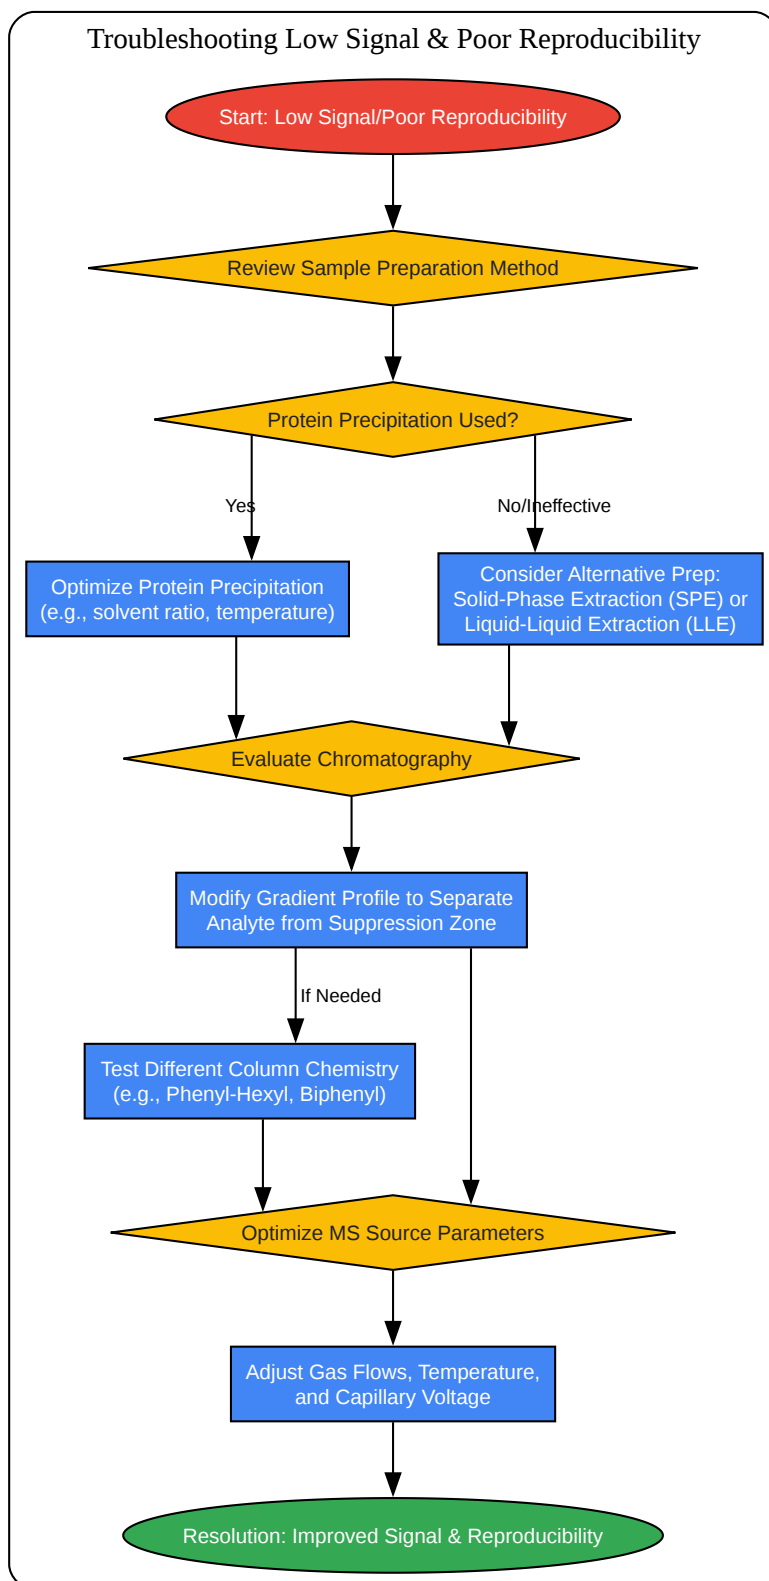 Troubleshooting Low Signal & Poor Reproducibility
Start: Low Signal/Poor Reproducibility
Review Sample Preparation Method
Protein Precipitation Used?
Yes
No/Ineffective
Optimize Protein Precipitation
(e.g., solvent ratio, temperature)
Consider Alternative Prep:
Solid-Phase Extraction (SPE) or
Liquid-Liquid Extraction (LLE)
Evaluate Chromatography
Modify Gradient Profile to Separate
Analyte from Suppression Zone
If Needed
Test Different Column Chemistry
(e.g., Phenyl-Hexyl, Biphenyl)
Optimize MS Source Parameters
Adjust Gas Flows, Temperature,
and Capillary Voltage
Resolution: Improved Signal & Reproducibility